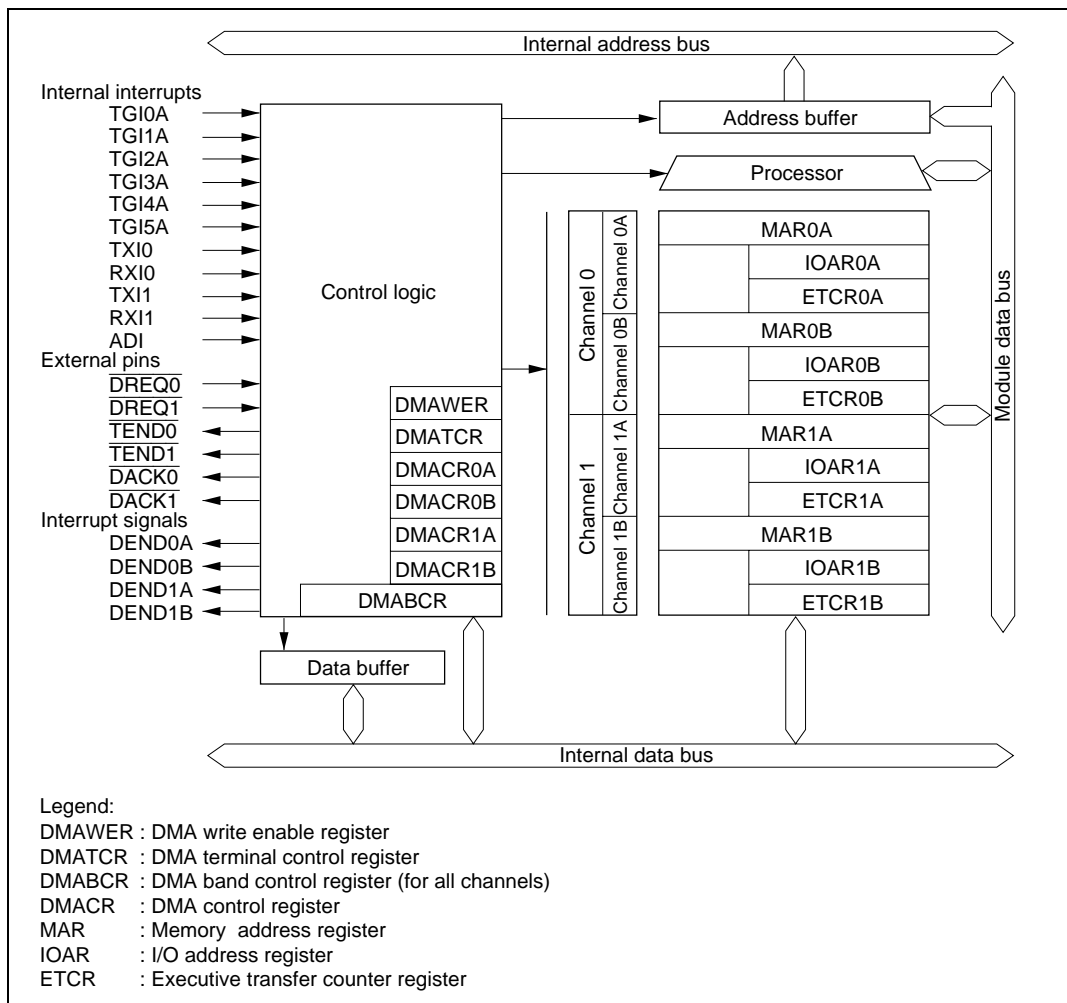 Internal address bus
Internal interrupts
TGI0A
TGI1A
TGI2A
TGI3A
TGI4A
TGI5A
TXI0
RXI0
TXI1
RXI1
ADI
External pins
DREQ0
DREQ1
TEND0
TEND1
DACK0
DACK1
Interrupt signals
DEND0A
DEND0B
DEND1A
DEND1B
Control logic
DMAWER
DMATCR
DMACR0A
DMACR0B
DMACR1A
DMACR1B
DMABCR
Data buffer
Address buffer
Processor
Channel 0
Channel 0A
Channel 0B
Channel 1
Channel 1A
Channel 1B
MAR0A
IOAR0A
ETCR0A
MAR0B
IOAR0B
ETCR0B
MAR1A
IOAR1A
ETCR1A
MAR1B
IOAR1B
ETCR1B
Module data bus
Internal data bus
Legend:
DMAWER : DMA write enable register
DMATCR : DMA terminal control register
DMABCR : DMA band control register (for all channels)
DMACR : DMA control register
MAR : Memory address register
IOAR : I/O address register
ETCR : Executive transfer counter register